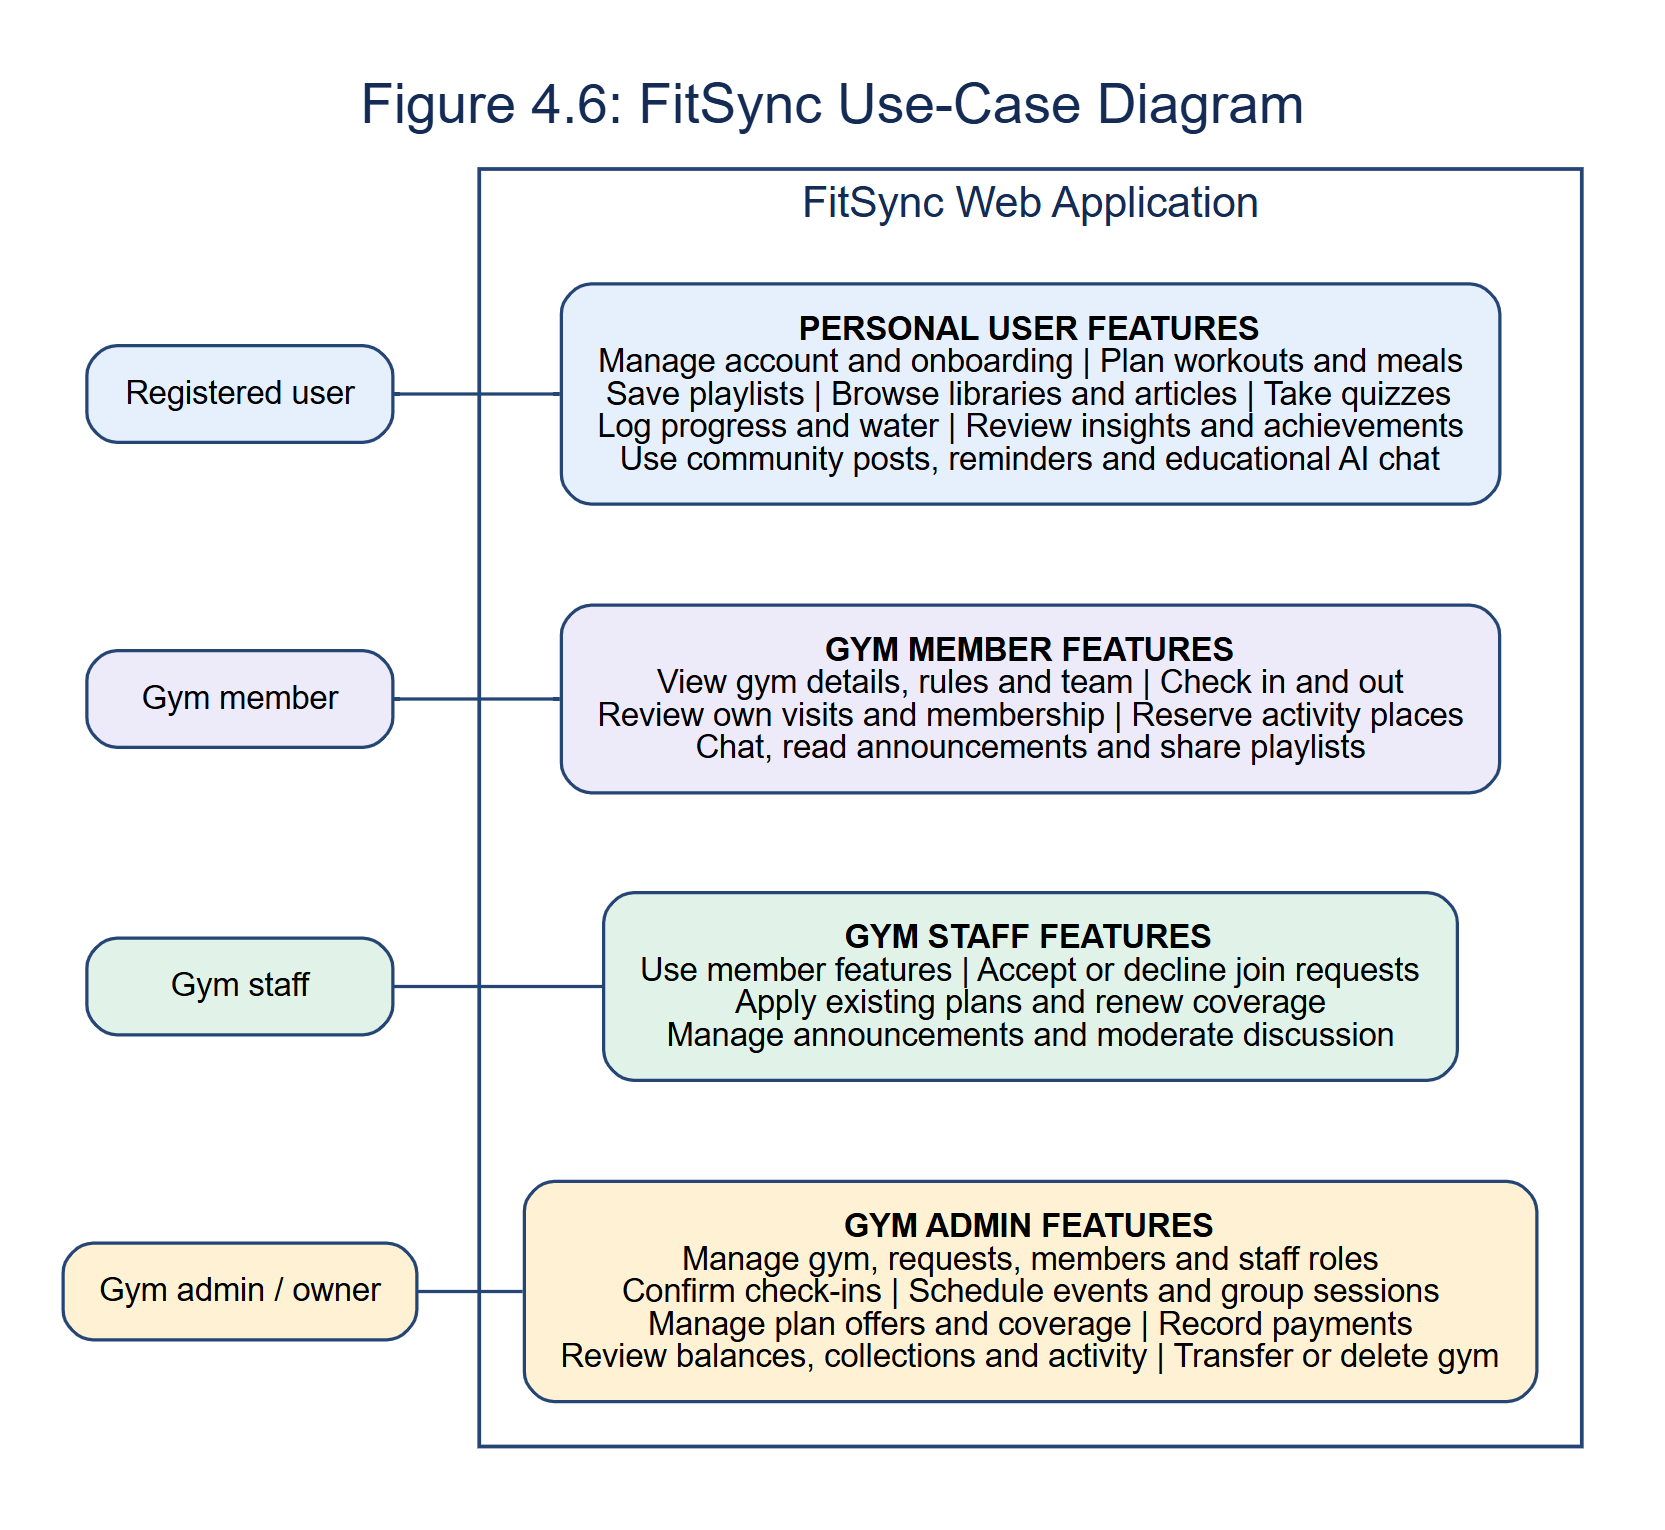 Figure 4.6: FitSync Use-Case Diagram
FitSync Web Application
Registered user
PERSONAL USER FEATURES
Manage account and onboarding | Plan workouts and meals
Save playlists | Browse libraries and articles | Take quizzes
Log progress and water | Review insights and achievements
Use community posts, reminders and educational AI chat
Gym member
GYM MEMBER FEATURES
View gym details, rules and team | Check in and out
Review own visits and membership | Reserve activity places
Chat, read announcements and share playlists
Gym staff
GYM STAFF FEATURES
Use member features | Accept or decline join requests
Apply existing plans and renew coverage
Manage announcements and moderate discussion
Gym admin / owner
GYM ADMIN FEATURES
Manage gym, requests, members and staff roles
Confirm check-ins | Schedule events and group sessions
Manage plan offers and coverage | Record payments
Review balances, collections and activity | Transfer or delete gym